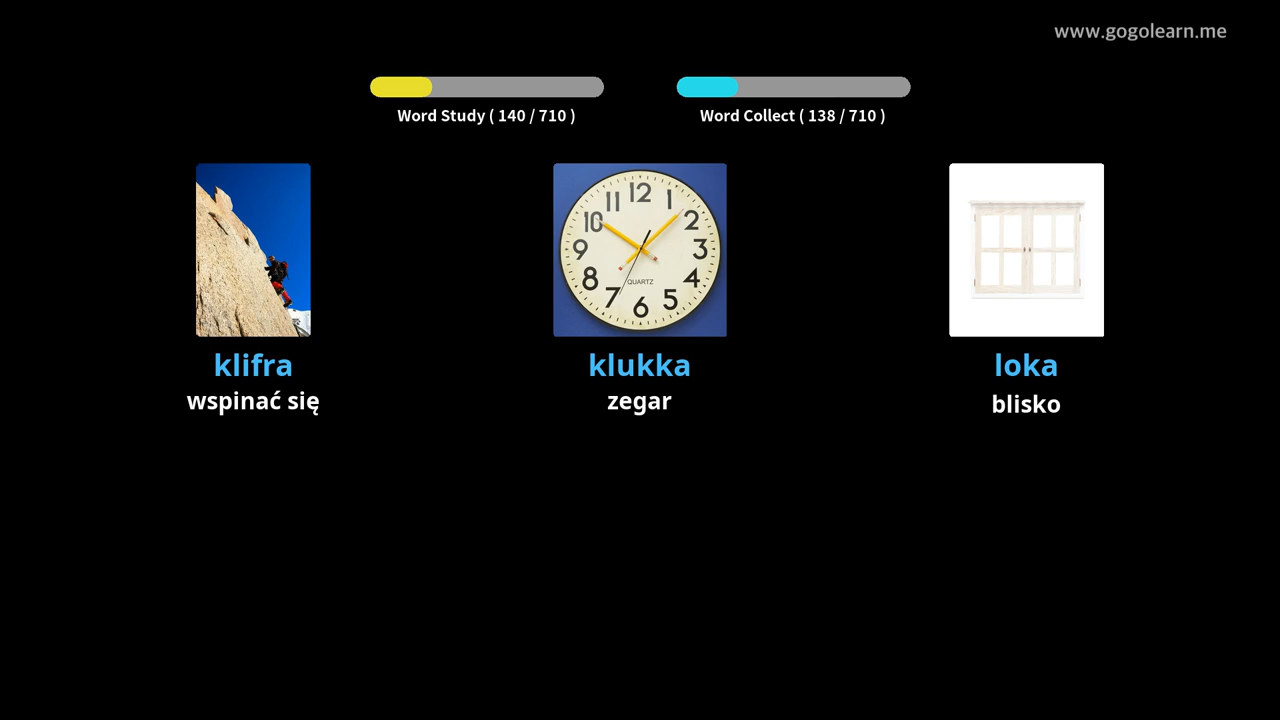 www.gogolearn.me
Word Study ( 140 / 710 )
Word Collect ( 138 / 710 )
12
11
1
10
2
9
3
8
4
QUARTZ
7
5
6
klifra
wspinać się
klukka
zegar
loka
blisko